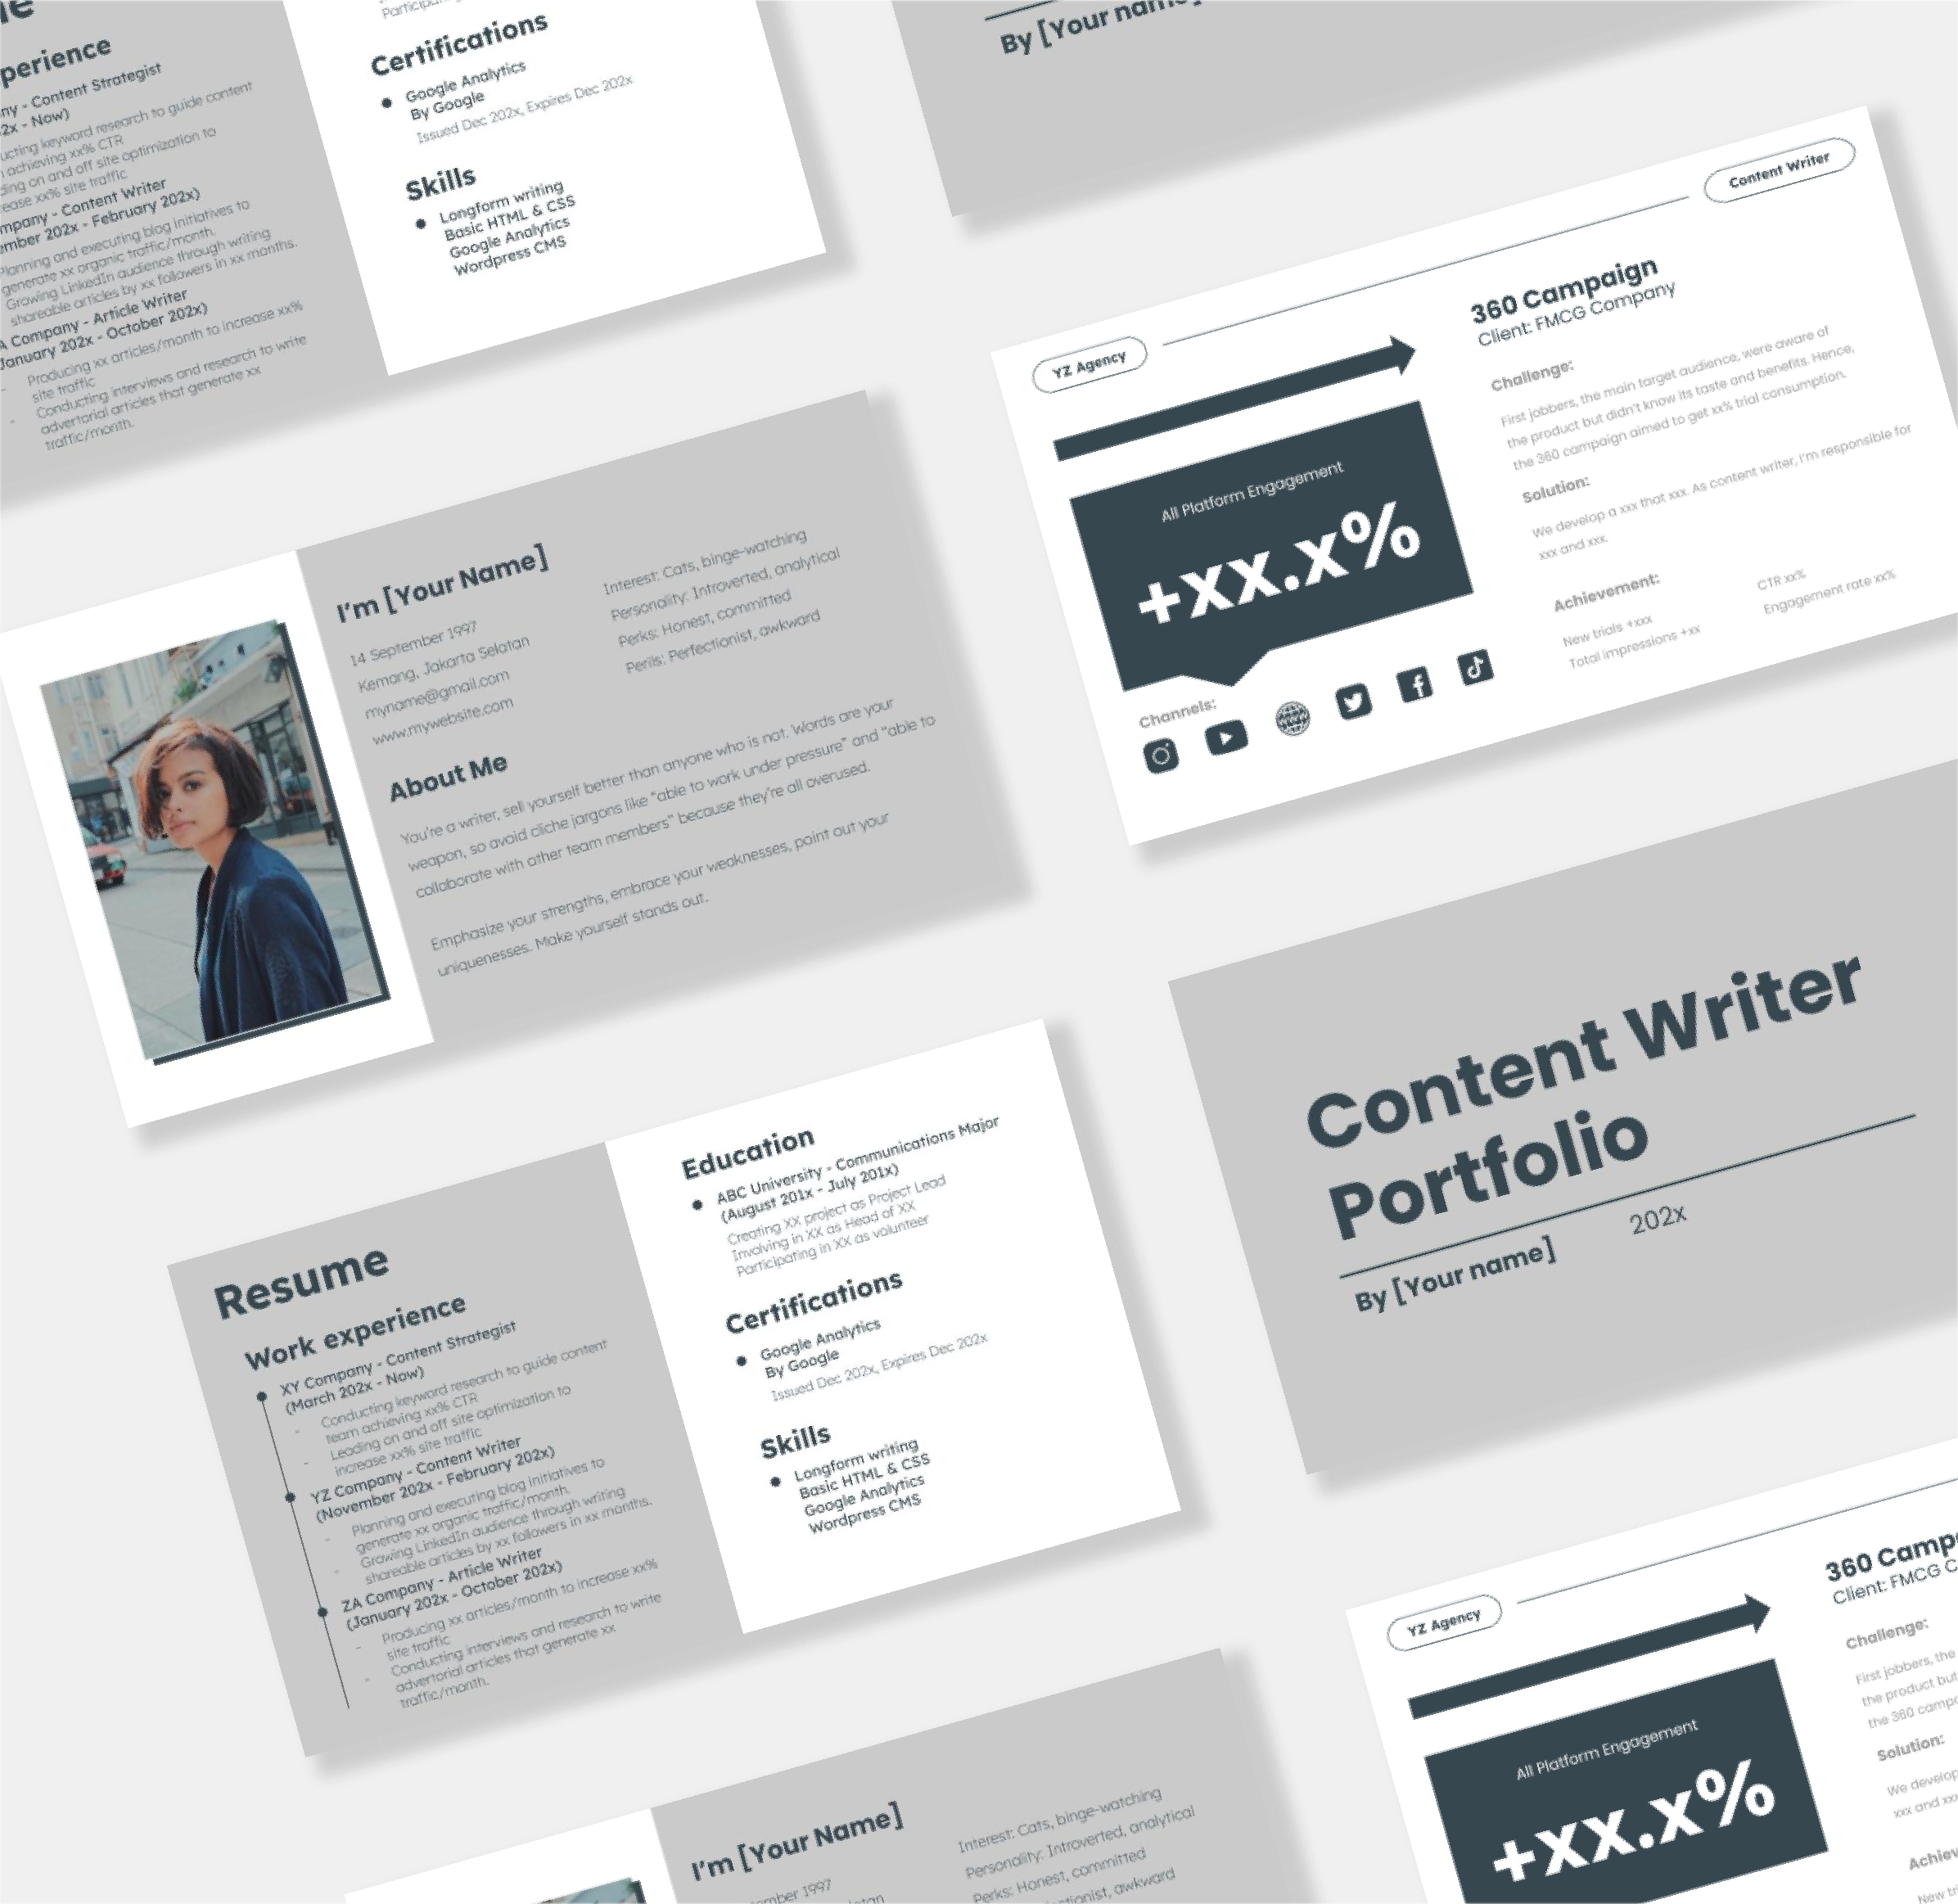 perience
ny - Content Strategist
2x - Now)
ucting keyword research to guide content
achieving xx% CTR
ding on and off site optimization to
ease xx% site traffic
mpany - Content Writer
mber 202x - February 202x)
Planning and executing blog initiatives to
generate xx organic traffic/month.
Growing LinkedIn audience through writing
shareable articles by xx followers in xx months.
A Company - Article Writer
January 202x - October 202x)
- Producing xx articles/month to increase xx%
site traffic
- Conducting interviews and research to write
advertorial articles that generate xx
traffic/month.
Certifications
Google Analytics
By Google
Issued Dec 202x, Expires Dec 202x
Skills
Longform writing
Basic HTML & CSS
Google Analytics
Wordpress CMS
By [Your name]
YZ Agency
Content Writer
All Platform Engagement
+xx.x%
Channels:
360 Campaign
Client: FMCG Company
Challenge:
First jobbers, the main target audience, were aware of
the product but didn't know its taste and benefits. Hence,
the 360 campaign aimed to get xx% trial consumption.
Solution:
We develop a xxx that xxx. As content writer, I'm responsible for
xxx and xxx.
Achievement:
New trials +xxx
Total impressions +xx
CTR xx%
Engagement rate xx%
I'm [Your Name]
14 September 1997
Kemang, Jakarta Selatan
myname@gmail.com
www.mywebsite.com
Interest: Cats, binge-watching
Personality: Introverted, analytical
Perks: Honest, committed
Perils: Perfectionist, awkward
About Me
You're a writer, sell yourself better than anyone who is not. Words are your
weapon, so avoid cliche jargons like "able to work under pressure" and "able to
collaborate with other team members" because they're all overused.
Emphasize your strengths, embrace your weaknesses, point out your
uniquenesses. Make yourself stands out.
Content Writer
Portfolio
202x
By [Your name]
Resume
Work experience
XY Company - Content Strategist
(March 202x - Now)
- Conducting keyword research to guide content
team achieving xx% CTR
- Leading on and off site optimization to
increase xx% site traffic
YZ Company - Content Writer
(November 202x - February 202x)
- Planning and executing blog initiatives to
generate xx organic traffic/month.
- Growing LinkedIn audience through writing
shareable articles by xx followers in xx months.
ZA Company - Article Writer
(January 202x - October 202x)
- Producing xx articles/month to increase xx%
site traffic
- Conducting interviews and research to write
advertorial articles that generate xx
traffic/month.
Education
ABC University - Communications Major
(August 201x - July 201x)
Creating XX project as Project Lead
Involving in XX as Head of XX
Participating in XX as volunteer
Certifications
Google Analytics
By Google
Issued Dec 202x, Expires Dec 202x
Skills
Longform writing
Basic HTML & CSS
Google Analytics
Wordpress CMS
I'm [Your Name]
ember 1997
Interest: Cats, binge-watching
Personality: Introverted, analytical
Perks: Honest, committed
ctionist, awkward
YZ Agency
All Platform Engagement
+xx.x%
360 Camp
Client: FMCG C
Challenge:
First jobbers, the
the product but
the 360 campa
Solution:
We develop
xxx and xxx
Achiev
New tr